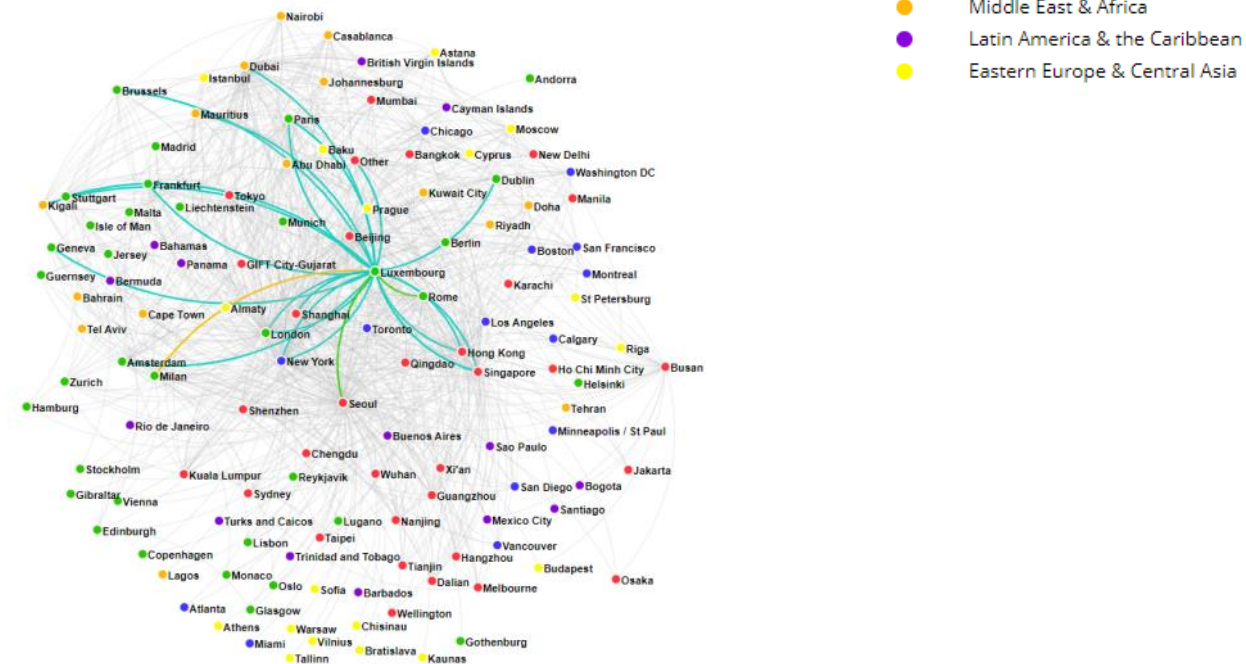 Middle East & Africa
Latin America & the Caribbean
Eastern Europe & Central Asia
Nairobi
Casablanca
Astana
British Virgin Islands
Dubai
Istanbul
Johannesburg
Andorra
Brussels
Mumbai
Cayman Islands
Mauritius
Paris
Chicago
Moscow
Madrid
Baku
Abu Dhabi
Other
Bangkok
Cyprus
New Delhi
Washington DC
Frankfurt
Dublin
Stuttgart
Tokyo
Kuwait City
Manila
Kigali
Malta
Liechtenstein
Prague
Doha
Isle of Man
Munich
Riyadh
Beijing
Berlin
Geneva
Bahamas
Boston
San Francisco
Jersey
Panama
GIFT City-Gujarat
Luxembourg
Guernsey
Bermuda
Montreal
Karachi
Bahrain
Rome
St Petersburg
Cape Town
Almaty
Shanghai
Tel Aviv
London
Toronto
Los Angeles
Calgary
Riga
Amsterdam
New York
Hong Kong
Qingdao
Singapore
Ho Chi Minh City
Busan
Milan
Zurich
Helsinki
Hamburg
Shenzhen
Seoul
Tehran
Rio de Janeiro
Buenos Aires
Minneapolis / St Paul
Sao Paulo
Chengdu
Stockholm
Kuala Lumpur
Reykjavik
Wuhan
Xi'an
Jakarta
Gibraltar
Vienna
Sydney
Guangzhou
San Diego
Bogota
Santiago
Turks and Caicos
Lugano
Nanjing
Mexico City
Edinburgh
Lisbon
Taipei
Vancouver
Copenhagen
Trinidad and Tobago
Hangzhou
Tianjin
Budapest
Lagos
Monaco
Oslo
Sofia
Barbados
Dalian
Melbourne
Osaka
Atlanta
Glasgow
Wellington
Athens
Warsaw
Chisinau
Miami
Vilnius
Gothenburg
Tallinn
Bratislava
Kaunas